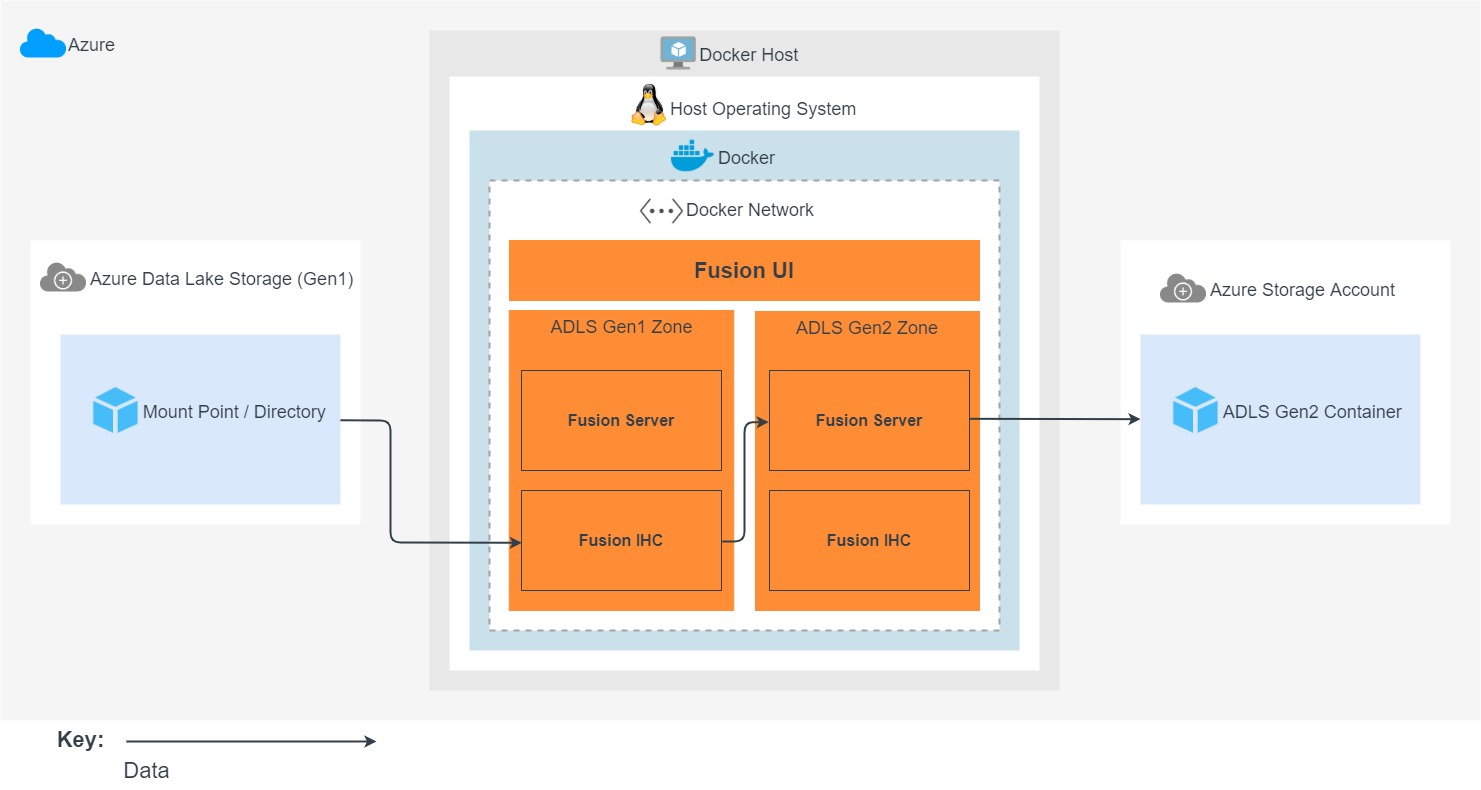 Azure
Docker Host
Host Operating System
Docker
Docker Network
Azure Data Lake Storage (Gen1)
Mount Point / Directory
Fusion UI
ADLS Gen1 Zone
Fusion Server
Fusion IHC
ADLS Gen2 Zone
Fusion Server
Fusion IHC
Azure Storage Account
ADLS Gen2 Container
Key:
Data